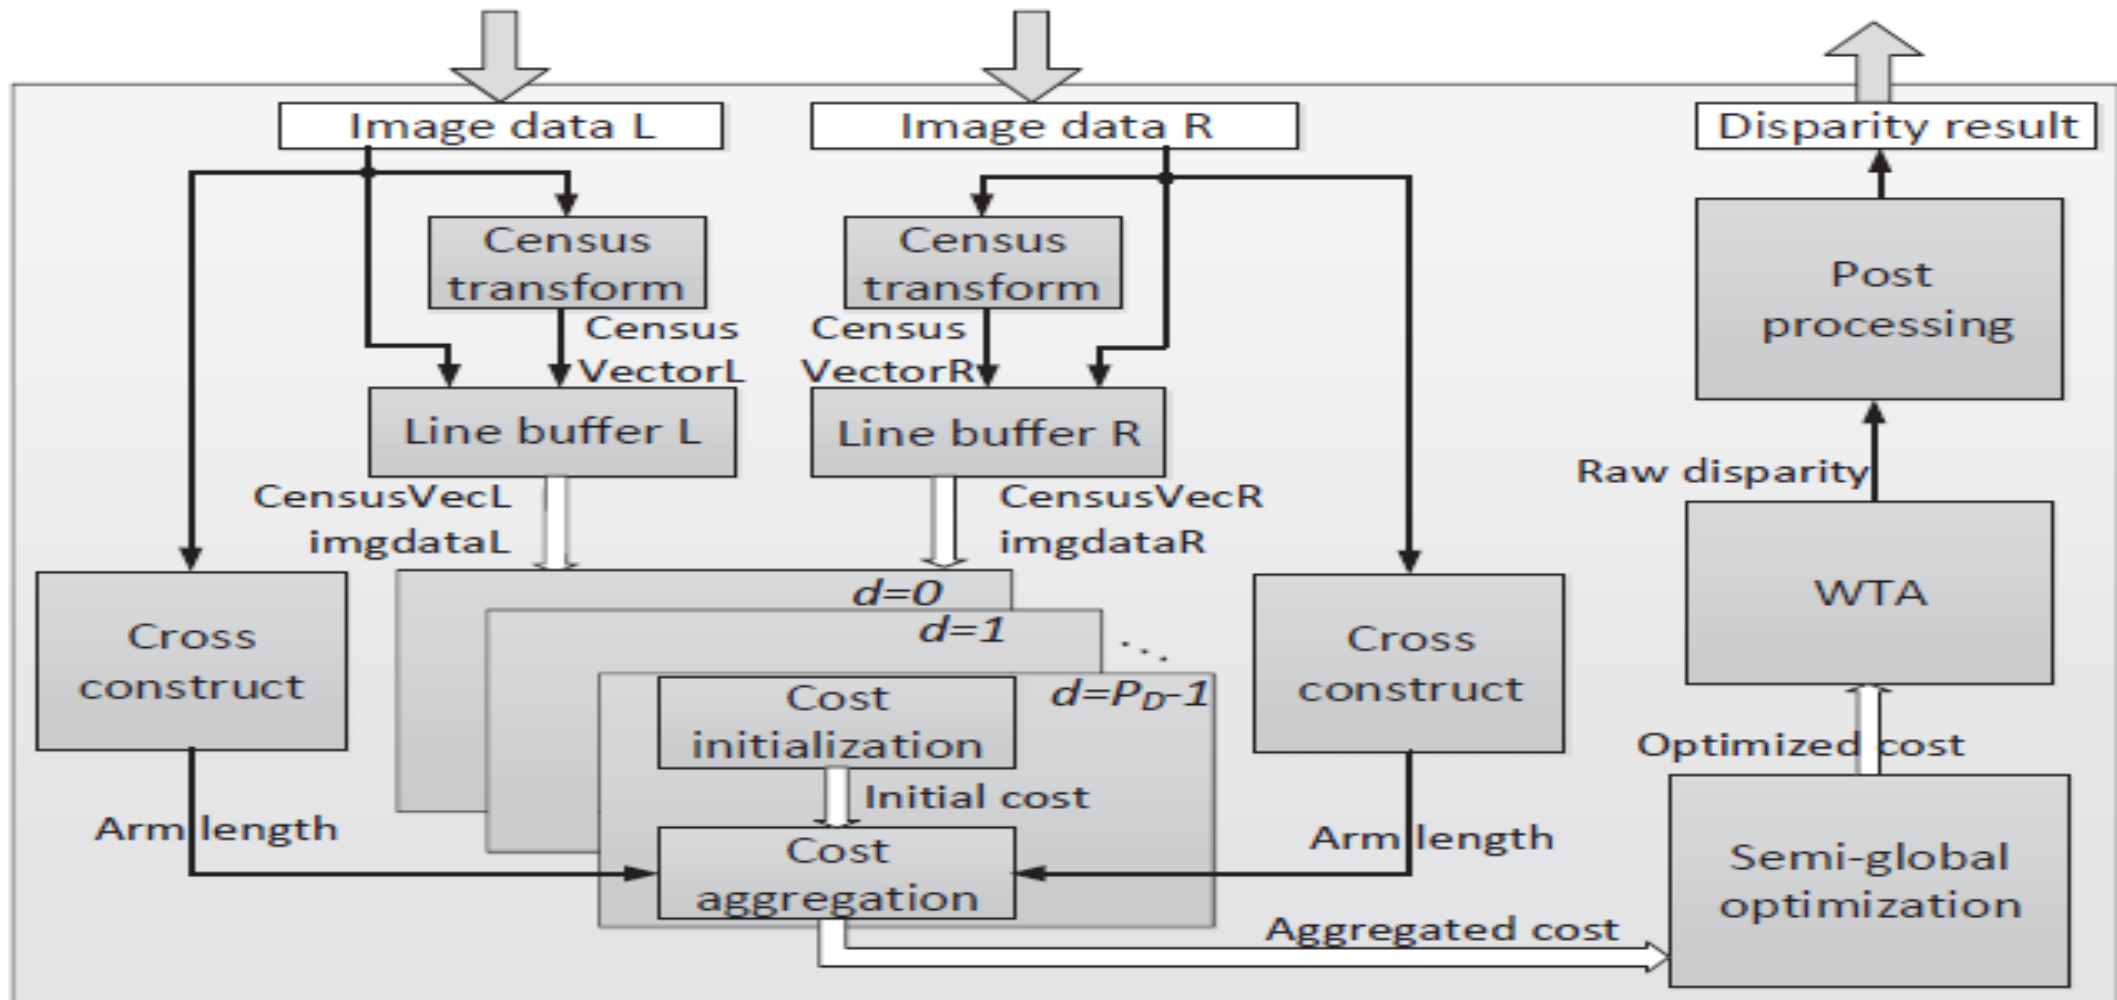 Image data L
Image data R
Disparity result
Census
transform
Census
transform
Post
processing
Census
VectorL
Census
VectorR
Line buffer L
Line buffer R
Raw disparity
CensusVecL
imgdataL
CensusVecR
imgdataR
WTA
d=0
d=1
...
d=P_D-1
Cross
construct
Cost
initialization
Cross
construct
Optimized cost
Initial cost
Arm length
Arm length
Cost
aggregation
Semi-global
optimization
Aggregated cost